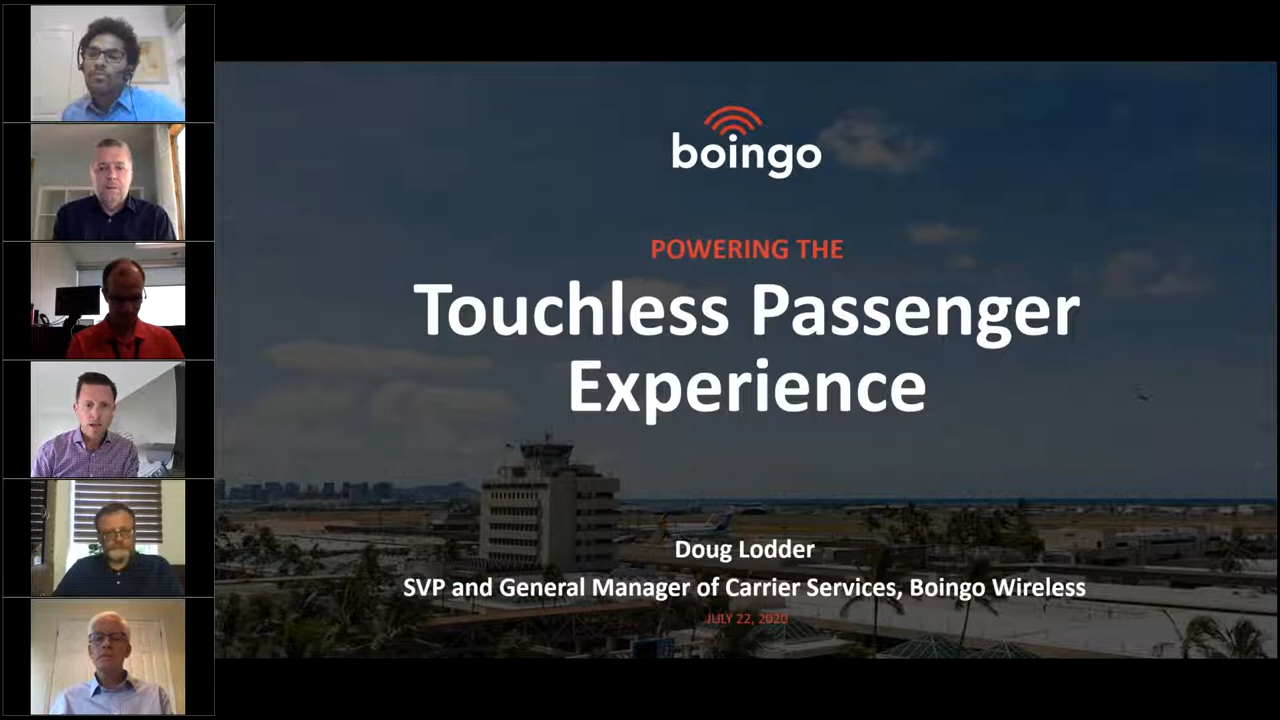 boingo
POWERING THE
Touchless Passenger
Experience
Doug Lodder
SVP and General Manager of Carrier Services, Boingo Wireless
JULY 22, 2020